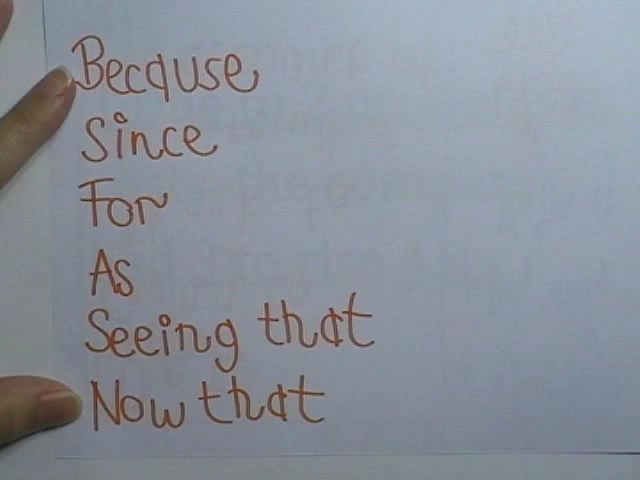 Because
Since
For
As
Seeing that
Now that